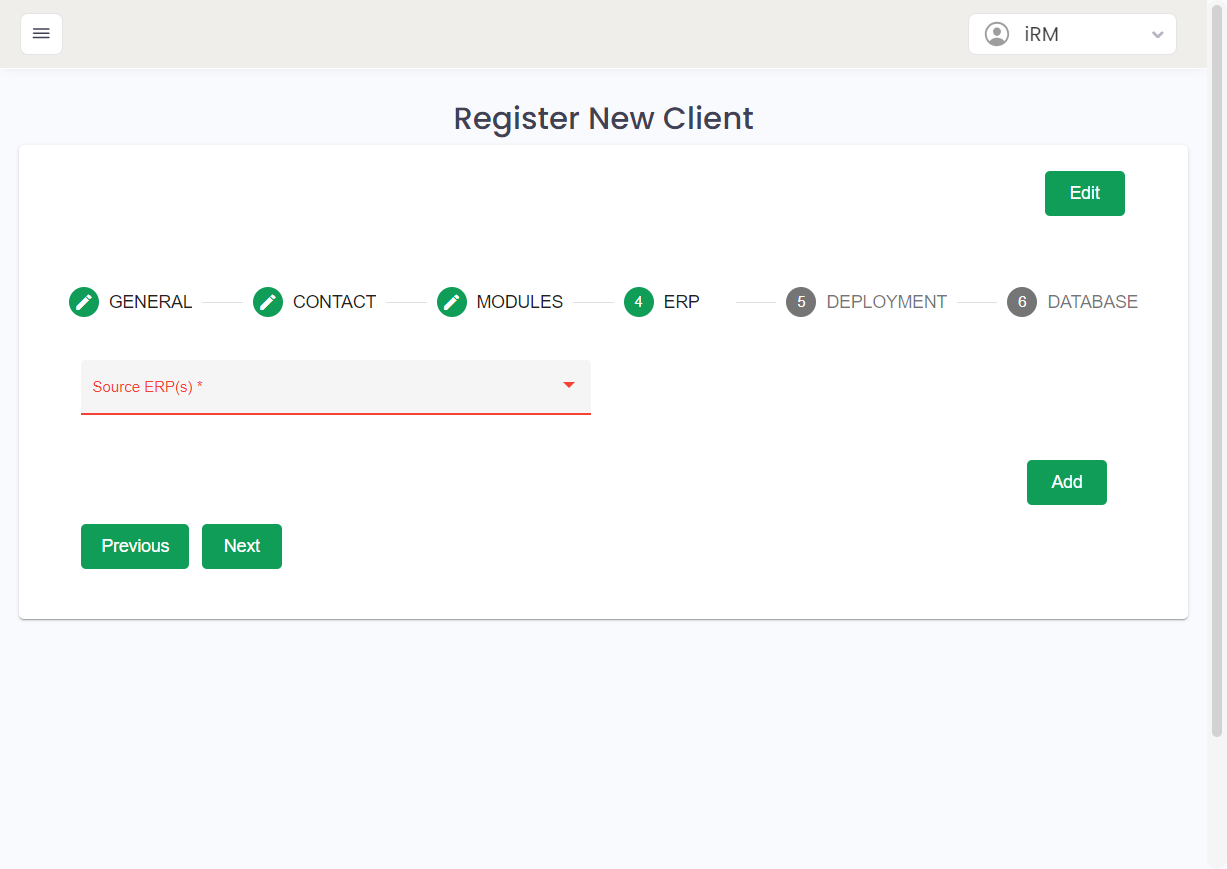 iRM
Register New Client
Edit
GENERAL CONTACT MODULES 4 ERP 5 DEPLOYMENT 6 DATABASE
Source ERP(s) *
Add
Previous Next